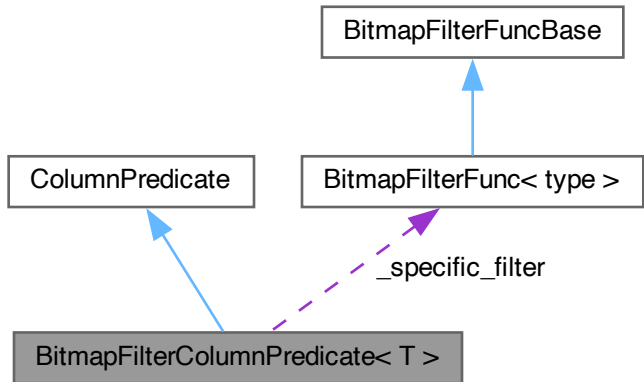 BitmapFilterFuncBase
ColumnPredicate
BitmapFilterFunc< type >
_specific_filter
BitmapFilterColumnPredicate< T >